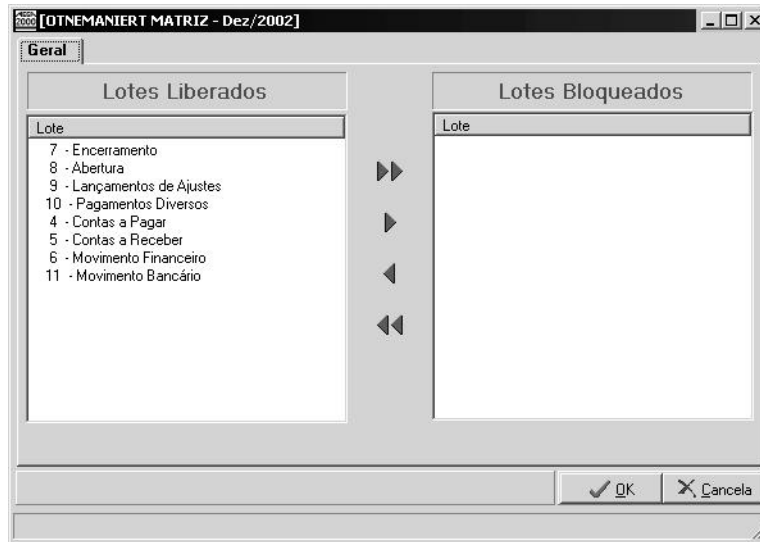 [OTNEMANIERT MATRIZ - Dez/2002]
Geral
Lotes Liberados
Lote
7 - Encerramento
8 - Abertura
9 - Lançamentos de Ajustes
10 - Pagamentos Diversos
4 - Contas a Pagar
5 - Contas a Receber
6 - Movimento Financeiro
11 - Movimento Bancário
Lotes Bloqueados
Lote
OK
Cancela